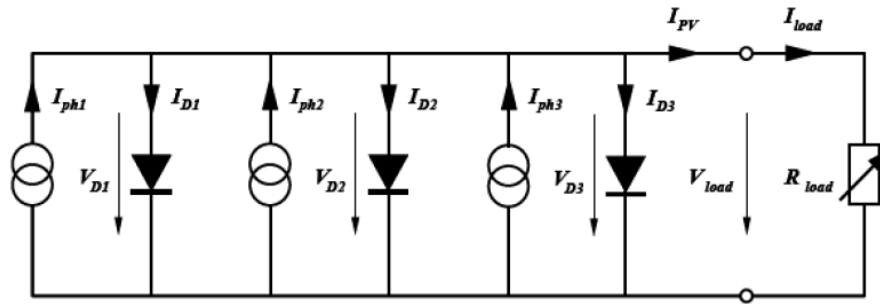 I_PV I_load
I_ph1 I_D1 I_ph2 I_D2 I_ph3 I_D3
V_D1 V_D2 V_D3 V_load R_load